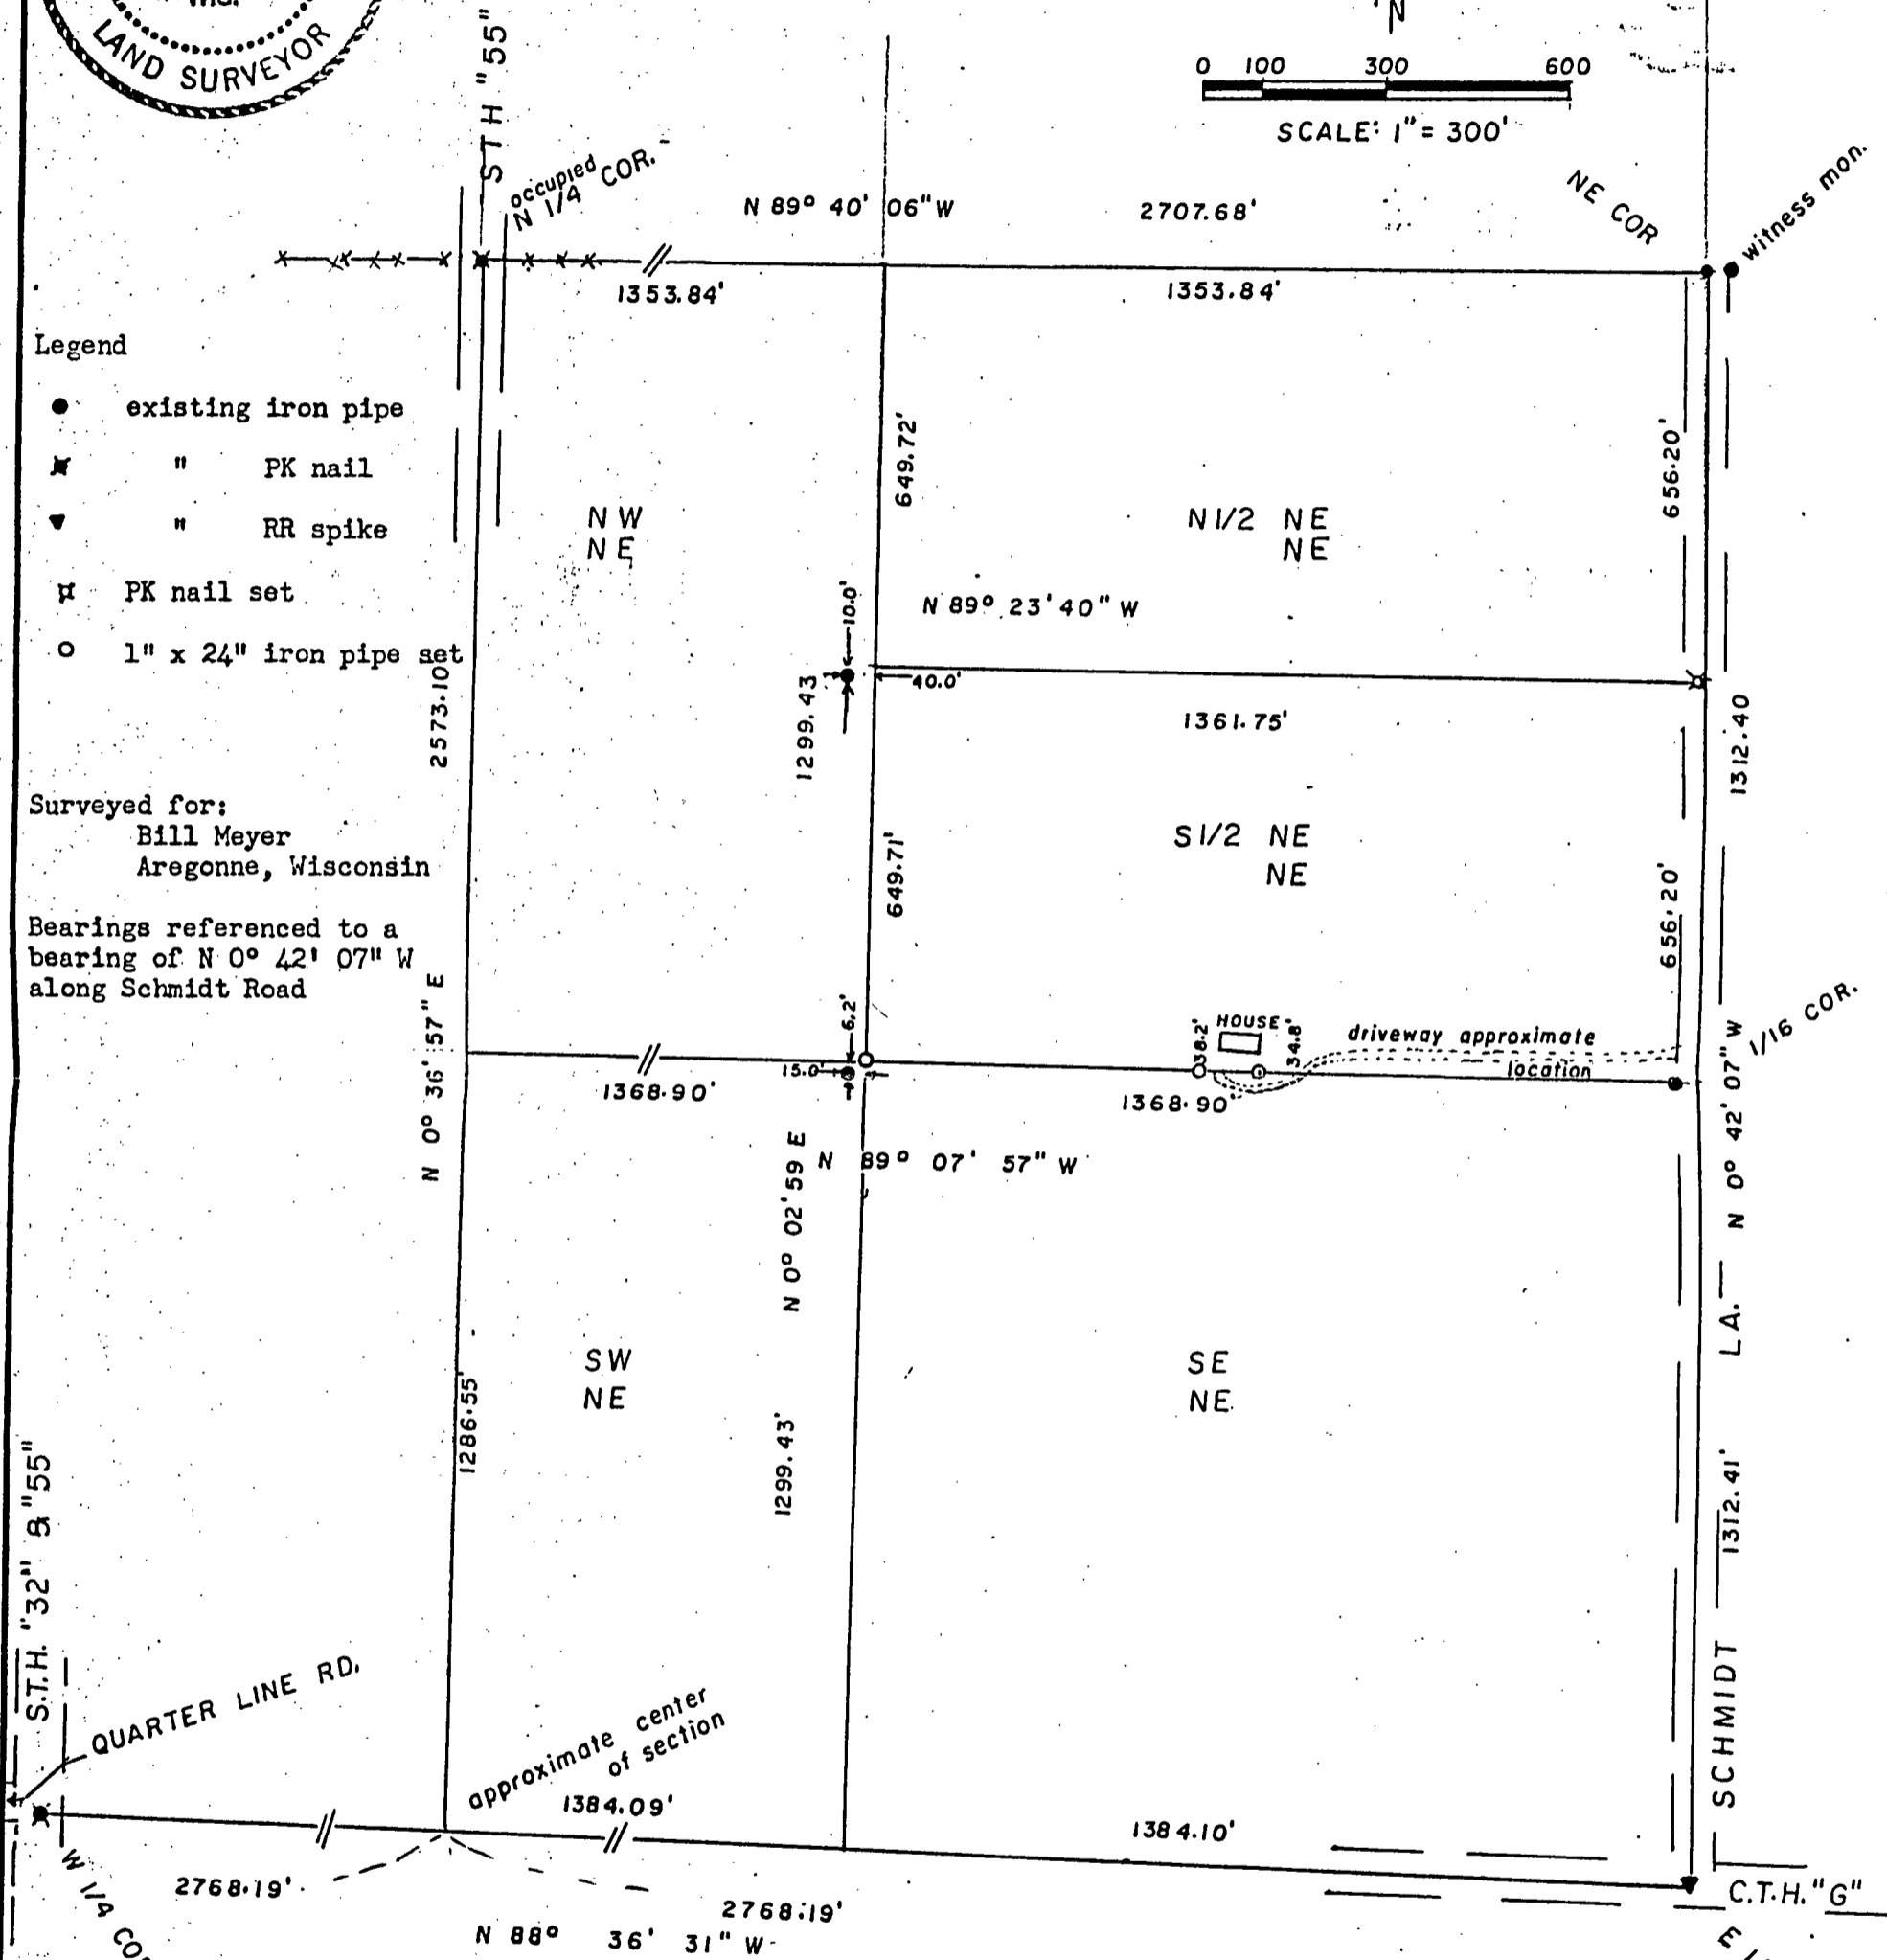 LAND SURVEYOR
STH "55"
N
0 100 300 600
SCALE: 1" = 300'
occupied
N 1/4 COR.
N 89° 40' 06" W 2707.68'
NE COR
witness mon.
1353.84' 1353.84'
Legend
existing iron pipe
" PK nail
" RR spike
PK nail set
1" x 24" iron pipe set
649.72'
656.20'
NW
NE
N1/2 NE
NE
10.0'
N 89° 23' 40" W
40.0'
2573.10
1299.43
1361.75'
1312.40
Surveyed for:
Bill Meyer
Aregonne, Wisconsin
S1/2 NE
NE
649.71'
656.20'
Bearings referenced to a
bearing of N 0° 42' 07" W
along Schmidt Road
N 0° 36' 57" E
6.2'
15.0'
38.2'
HOUSE
34.8'
driveway approximate
location
1/16 COR.
1368.90' 1368.90'
N 89° 07' 57" W
N 0° 02' 59 E
SCHMIDT LA. N 0° 42' 07" W
SW
NE
SE
NE
1286.55'
1299.43'
1312.41'
S.T.H. "32" & "55"
QUARTER LINE RD.
approximate center
of section
1384.09'
1384.10'
2768.19'
2768.19'
W 1/4 CO
C.T.H. "G"
N 88° 36' 31" W